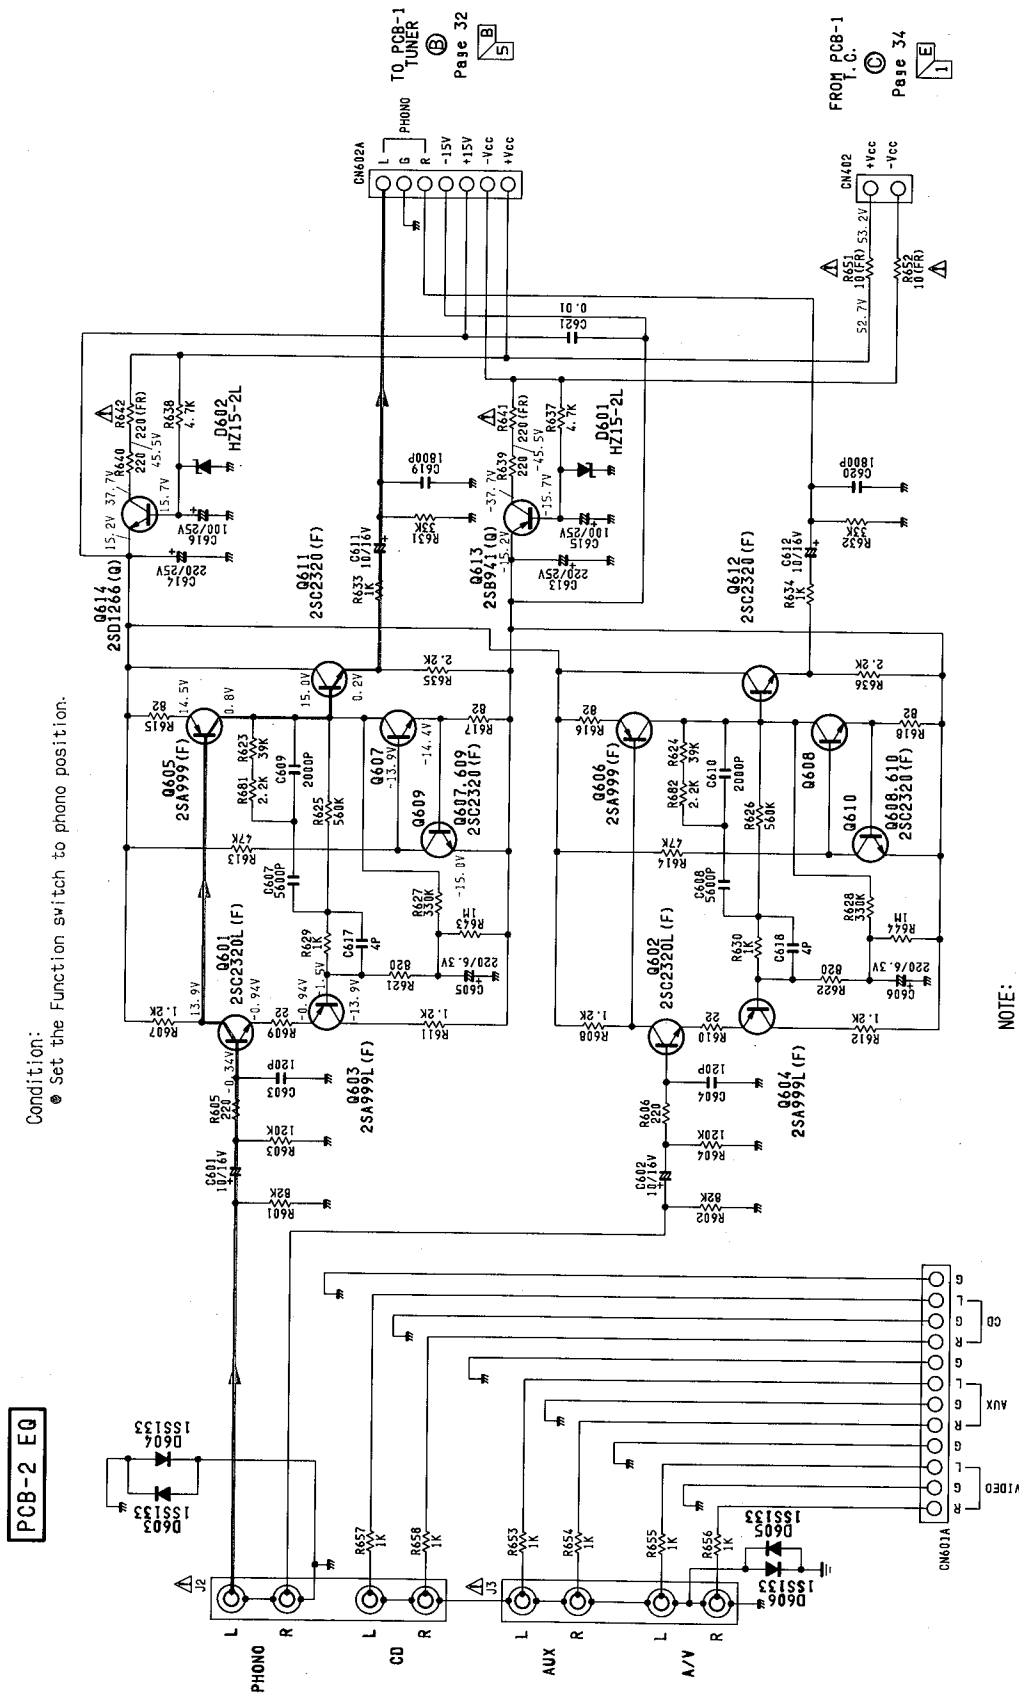 PCB-2 EQ
Condition:
⊚ Set the Function switch to phono position.
TO PCB-1
TUNER
B
Page 32
B
5
FROM PCB-1
T.C.
C
Page 34
E
1
CN602A
L
G
R
PHONO
-15V
+15V
-Vcc
+Vcc
CN402
+Vcc
-Vcc
R651
10(FR)
53.2V
52.7V
R652
10(FR)
C621
0.01
Q614
2SD1266(Q)
15.2V
37.7V
R640
220
R642
220(FR)
45.5V
R638
4.7K
D602
HZ15-2L
15.7V
C616
100/25V
C614
220/25V
Q611
2SC2320(F)
R633
1K
C611
10/16V
R631
33K
C619
1800P
Q613
2SB941(Q)
-15.2V
-37.7V
R639
220
R641
220(FR)
-45.5V
R637
4.7K
D601
HZ15-2L
-15.7V
C615
100/25V
C613
220/25V
Q612
2SC2320(F)
R634
1K
C612
10/16V
R632
33K
C620
1800P
Q605
2SA999(F)
R615
82
14.5V
0.8V
15.0V
0.2V
R635
2.2K
R681
2.2K
R623
39K
C609
2000P
R625
560K
C607
5600P
R613
47K
Q607
-13.9V
-14.4V
R617
82
Q609
Q607.609
2SC2320(F)
-15.0V
R627
330K
R643
1M
C605
220/6.3V
R621
820
R629
1K
C617
4P
Q601
2SC2320L(F)
R607
1.2K
13.9V
-0.34V
-0.94V
R609
22
-0.94V
-1.5V
-13.9V
R611
1.2K
Q603
2SA999L(F)
R605
220
C603
120P
R603
120K
C601
10/16V
R601
82K
Q606
2SA999(F)
R616
82
R682
2.2K
R624
39K
C610
2000P
R626
560K
C608
5600P
R614
47K
Q608
R618
82
R636
2.2K
Q610
Q608.610
2SC2320(F)
R628
330K
R644
1M
C606
220/6.3V
R622
820
R630
1K
C618
4P
Q602
2SC2320L(F)
R608
1.2K
R610
22
R612
1.2K
Q604
2SA999L(F)
R606
220
C604
120P
R604
120K
C602
10/16V
R602
82K
D603
1SS133
D604
1SS133
J2
PHONO
L
R
CD
L
R
J3
AUX
L
R
A/V
L
R
R657
1K
R658
1K
R653
1K
R654
1K
R655
1K
R656
1K
D605
1SS133
D606
1SS133
CN601A
R
G
L
G
VIDEO
R
G
L
G
AUX
R
G
L
G
CD
NOTE: